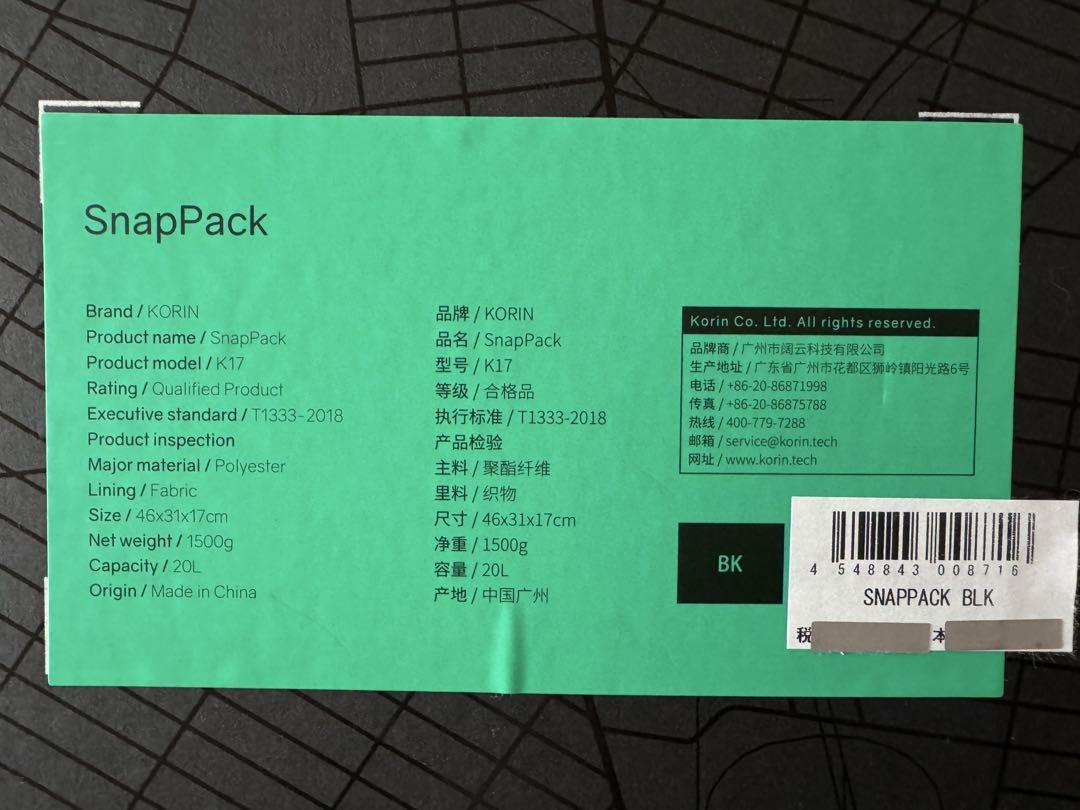 SnapPack
Brand / KORIN
Product name / SnapPack
Product model / K17
Rating / Qualified Product
Executive standard / T1333-2018
Product inspection
Major material / Polyester
Lining / Fabric
Size / 46x31x17cm
Net weight / 1500g
Capacity / 20L
Origin / Made in China
品牌 / KORIN
品名 / SnapPack
型号 / K17
等级 / 合格品
执行标准 / T1333-2018
产品检验
主料 / 聚酯纤维
里料 / 织物
尺寸 / 46x31x17cm
净重 / 1500g
容量 / 20L
产地 / 中国广州
Korin Co. Ltd. All rights reserved.
品牌商 / 广州市阔云科技有限公司
生产地址 / 广东省广州市花都区狮岭镇阳光路6号
电话 / +86-20-86871998
传真 / +86-20-86875788
热线 / 400-779-7288
邮箱 / service@korin.tech
网址 / www.korin.tech
BK
4 548843 008716
SNAPPACK BLK
税 本